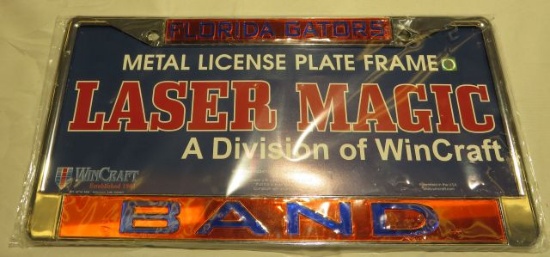 FLORIDA GATORS
METAL LICENSE PLATE FRAME
LASER MAGIC
A Division of WinCraft
WINCRAFT
BAND